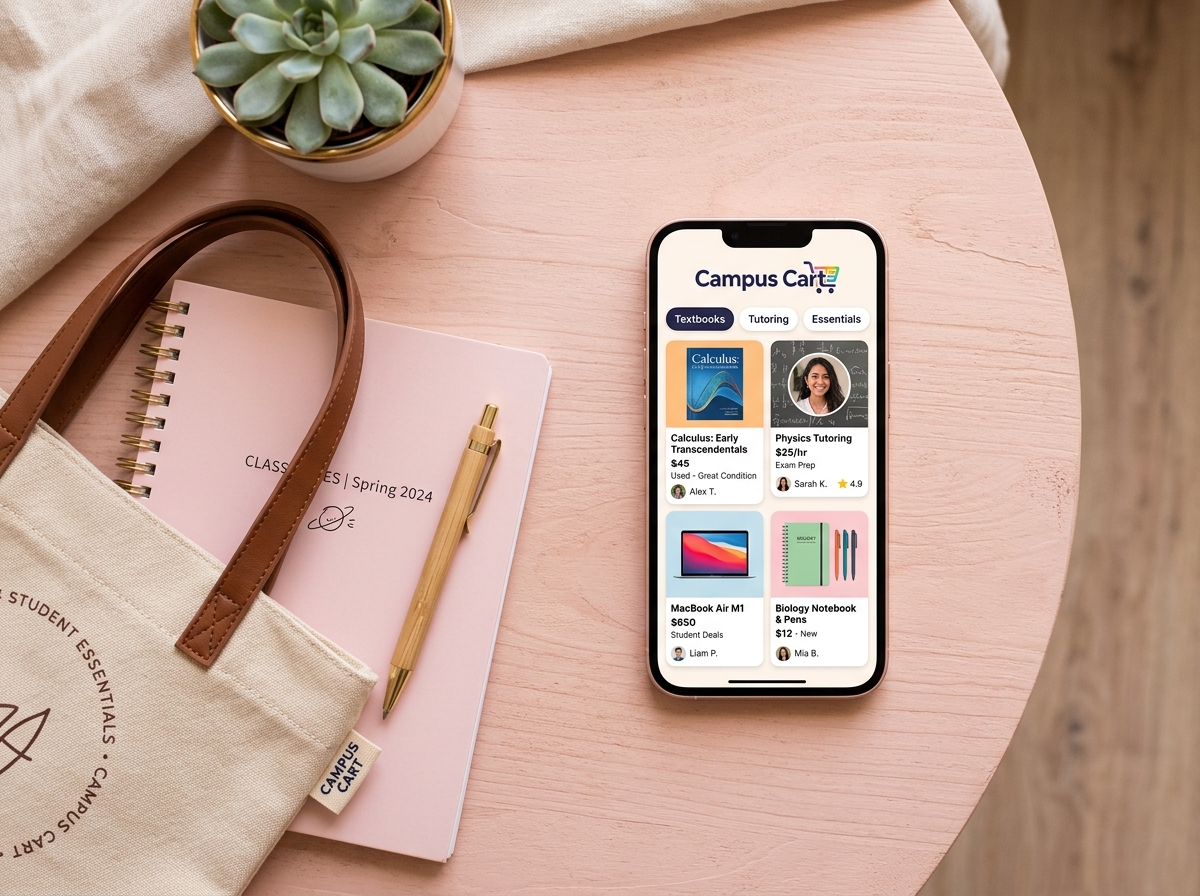 CLASS
ES | Spring 2024
STUDENT ESSENTIALS • CAMPUS CART •
CAMPUS
CART
Campus Cart
Textbooks
Tutoring
Essentials
Calculus:
Calculus: Early
Transcendentals
$45
Used - Great Condition
Alex T.
Physics Tutoring
$25/hr
Exam Prep
Sarah K.
4.9
MacBook Air M1
$650
Student Deals
Liam P.
Biology Notebook
& Pens
$12 - New
Mia B.